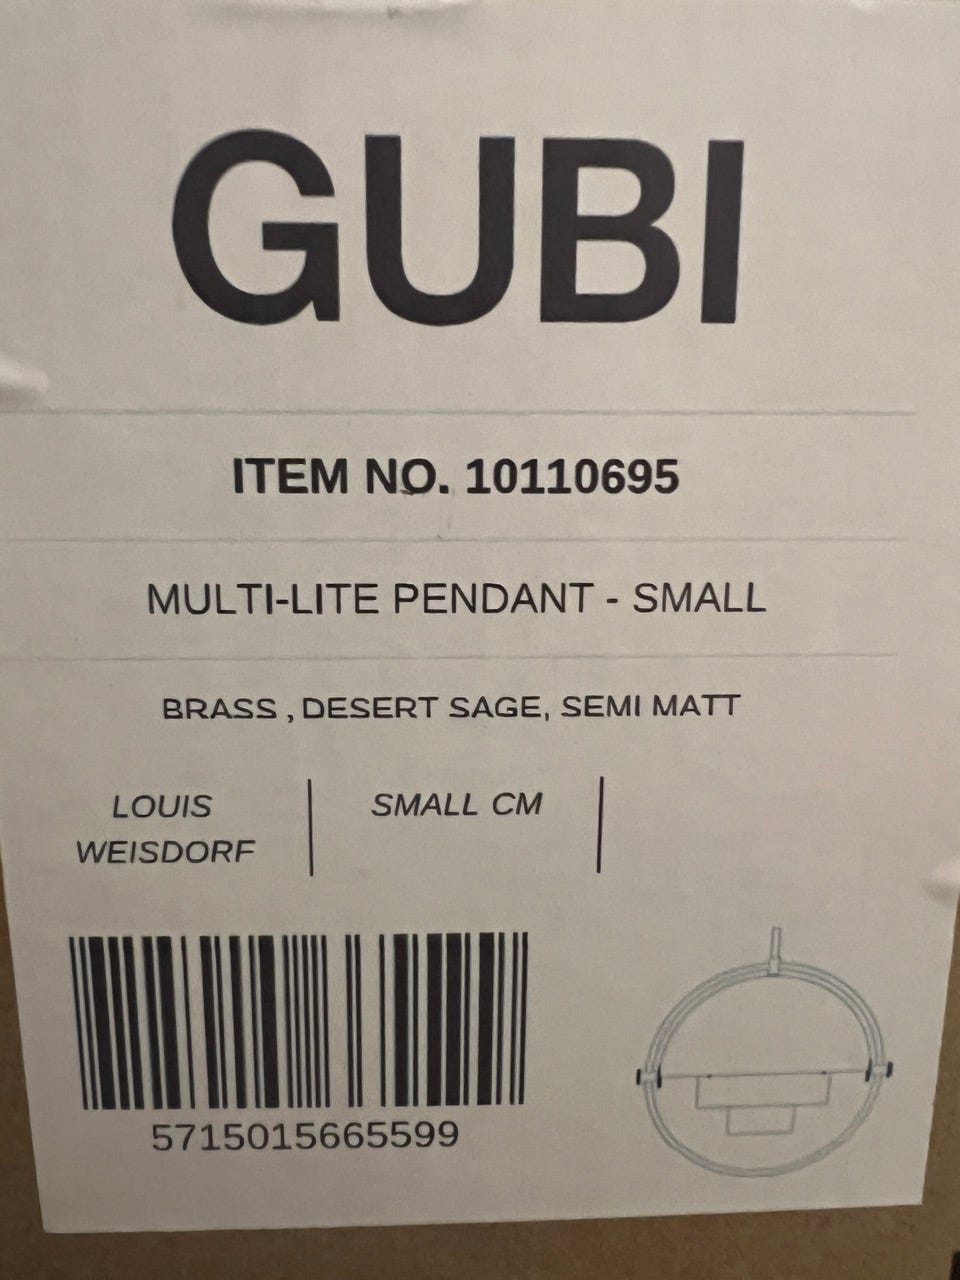 GUBI
ITEM NO. 10110695
MULTI-LITE PENDANT - SMALL
BRASS , DESERT SAGE, SEMI MATT
LOUIS
WEISDORF
SMALL CM
5715015665599